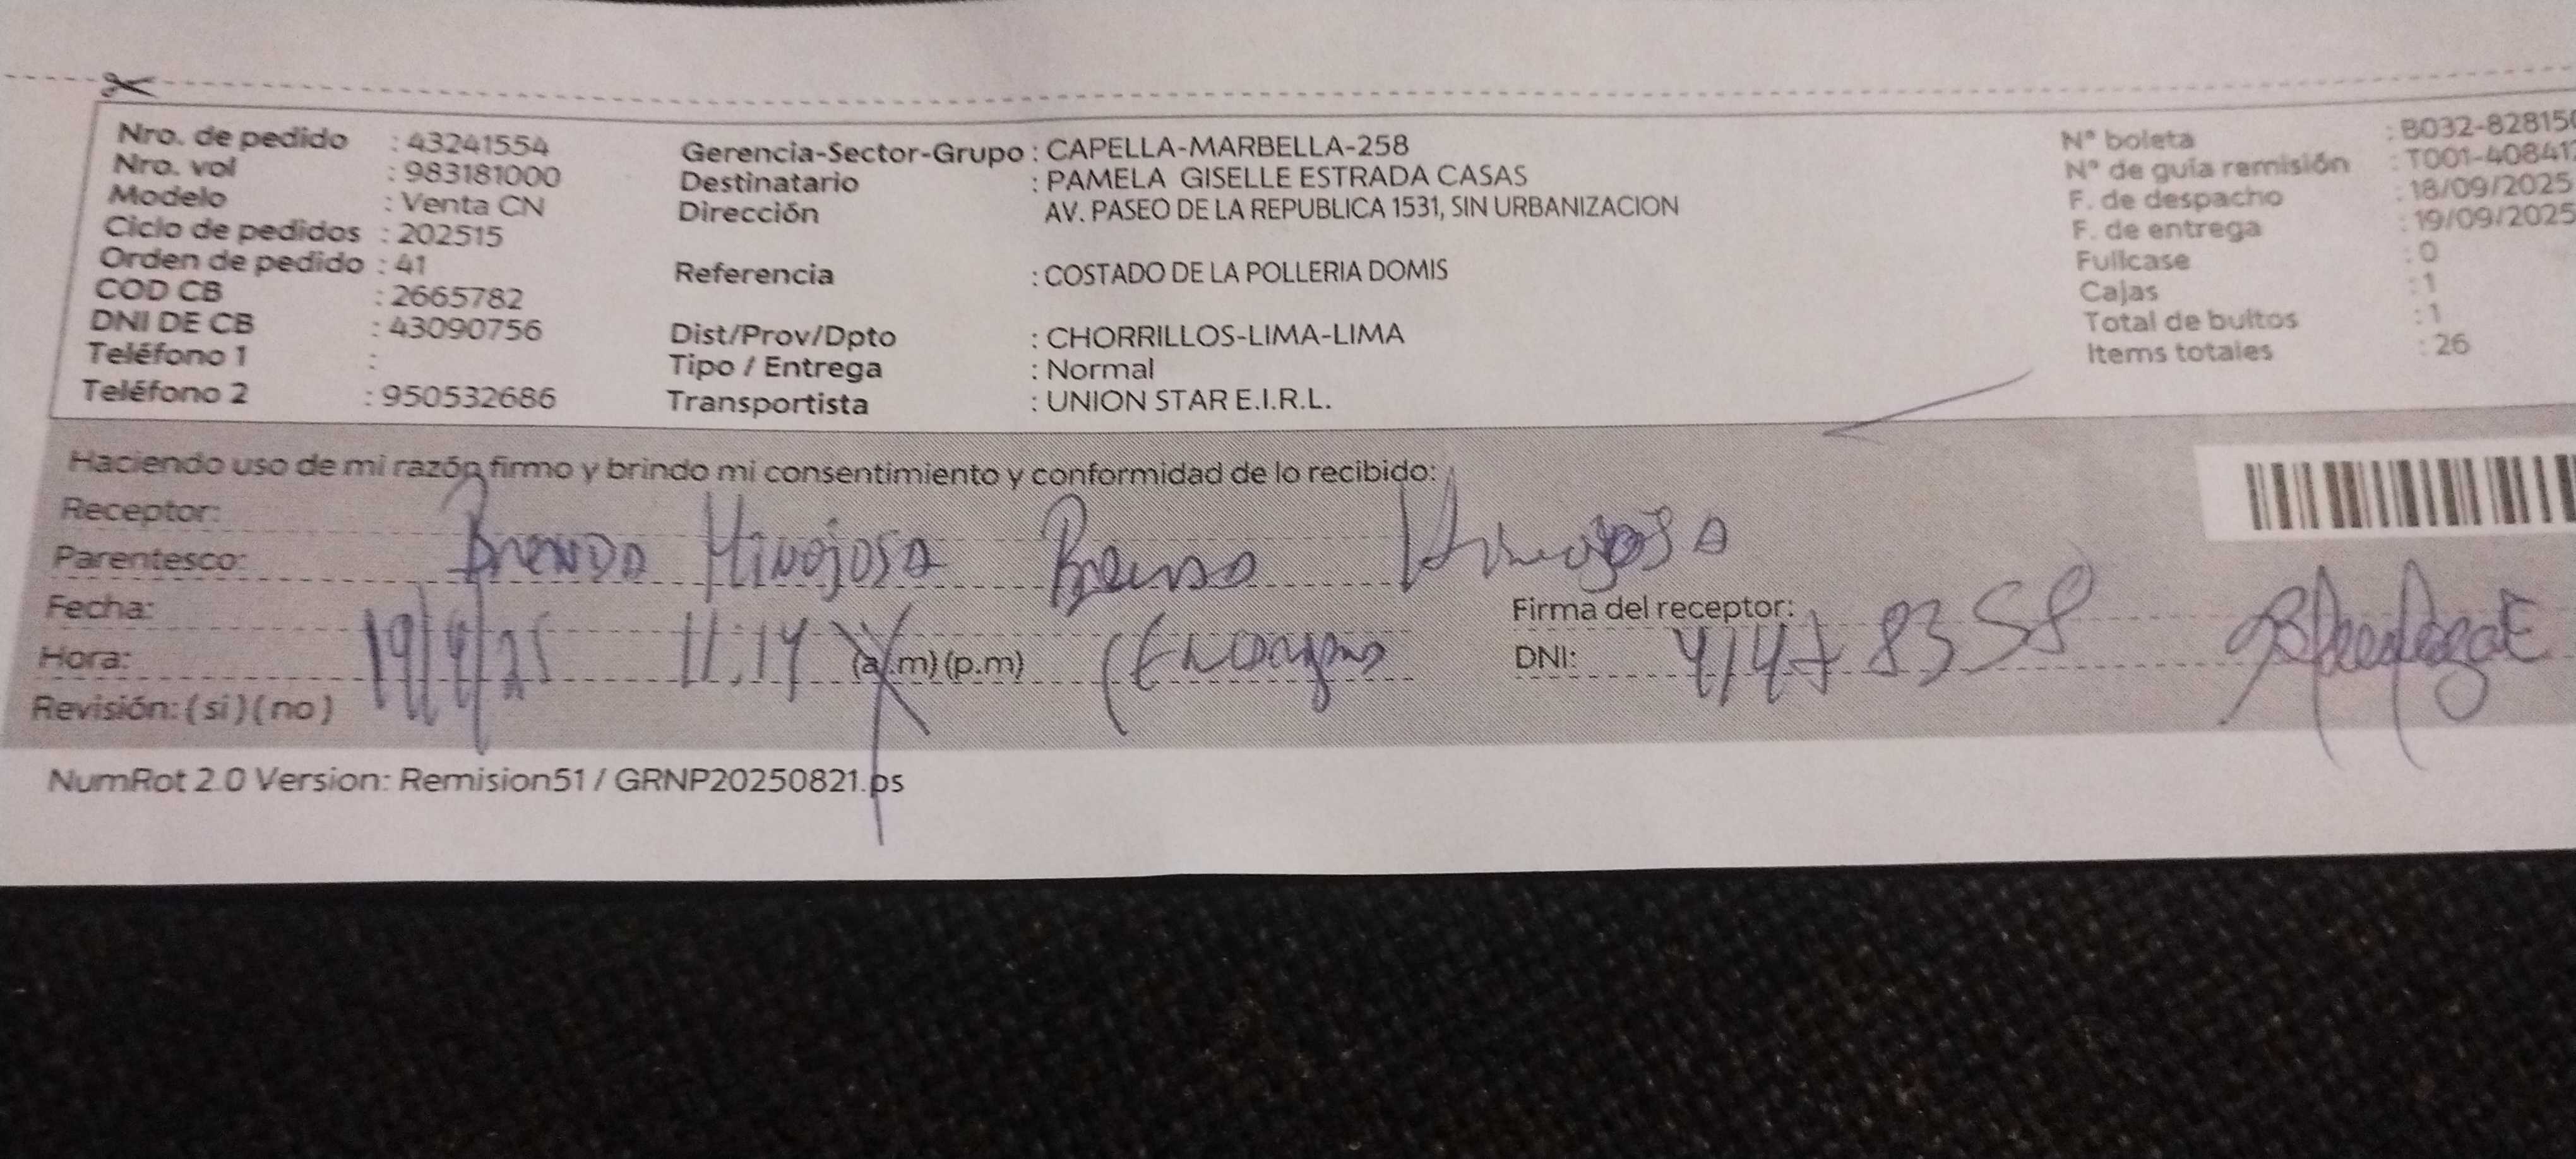 Nro. de pedido : 43241554
Nro. vol : 983181000
Modelo : Venta CN
Ciclo de pedidos : 202515
Orden de pedido : 41
COD CB : 2665782
DNI DE CB : 43090756
Teléfono 1 :
Teléfono 2 : 950532686
Gerencia-Sector-Grupo : CAPELLA-MARBELLA-258
Destinatario : PAMELA GISELLE ESTRADA CASAS
Dirección AV. PASEO DE LA REPUBLICA 1531, SIN URBANIZACION
Referencia : COSTADO DE LA POLLERIA DOMIS
Dist/Prov/Dpto : CHORRILLOS-LIMA-LIMA
Tipo / Entrega : Normal
Transportista : UNION STAR E.I.R.L.
N° boleta : B032-828150
N° de guía remisión : T001-408413
F. de despacho : 18/09/2025
F. de entrega : 19/09/2025
Fullcase : 0
Cajas : 1
Total de bultos : 1
Items totales : 26
Haciendo uso de mi razón firmo y brindo mi consentimiento y conformidad de lo recibido:
Receptor:
Parentesco: Brenda Hinojosa Brenda Hinojosa
Fecha: 19/9/25
Hora: 11:14 (a.m) (p.m)
Revisión: ( si ) ( no )
Firma del receptor:
DNI: 41478358
NumRot 2.0 Version: Remision51 / GRNP20250821.ps